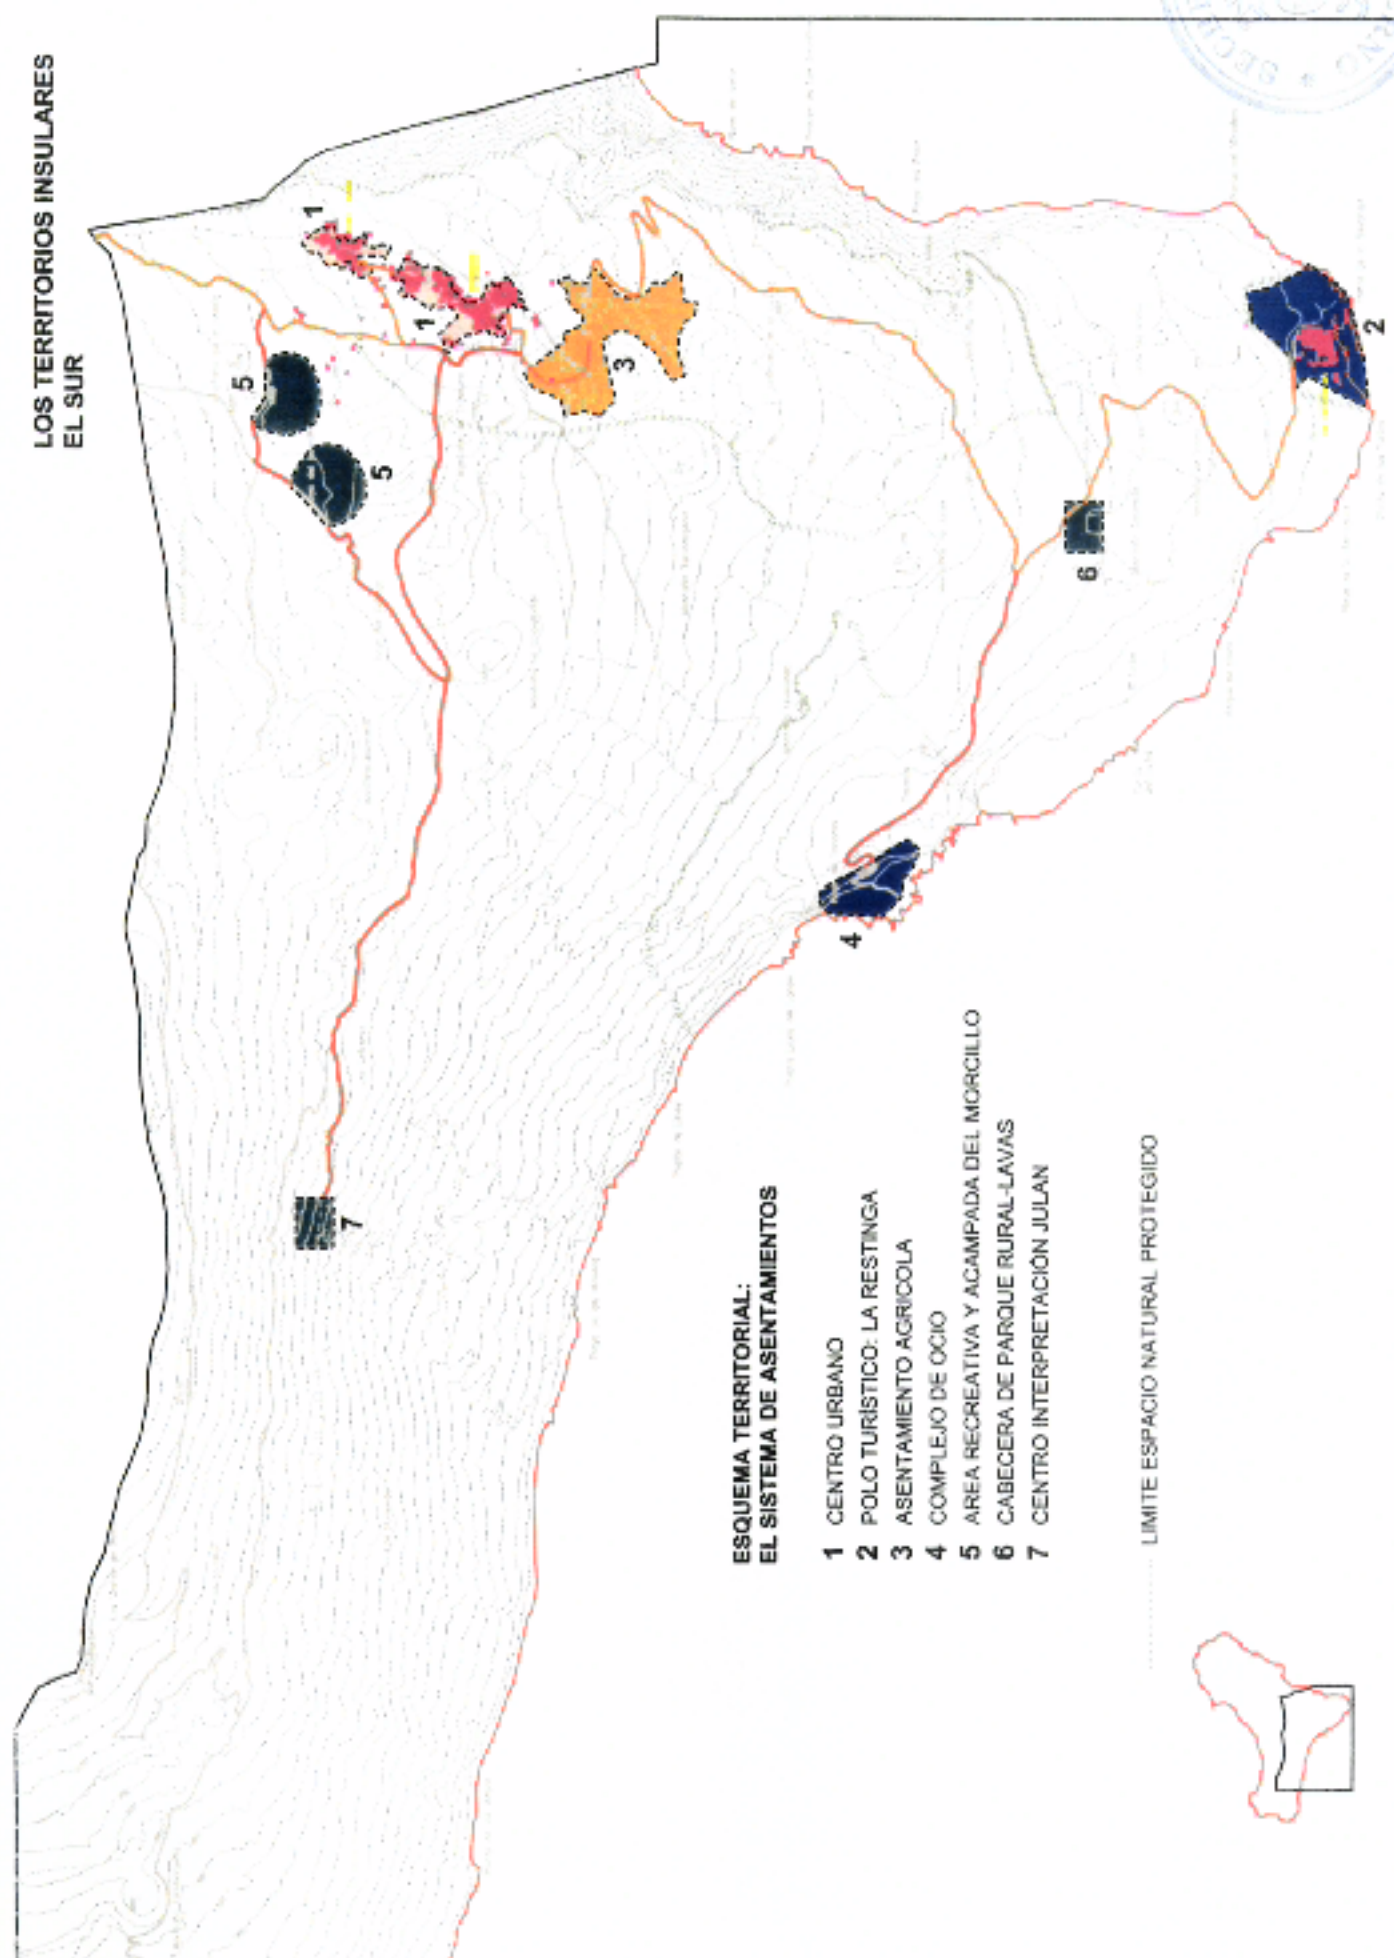 LOS TERRITORIOS INSULARES
EL SUR
1
1
2
3
4
5
5
6
7
ESQUEMA TERRITORIAL:
EL SISTEMA DE ASENTAMIENTOS
1 CENTRO URBANO
2 POLO TURÍSTICO: LA RESTINGA
3 ASENTAMIENTO AGRICOLA
4 COMPLEJO DE OCIO
5 AREA RECREATIVA Y ACAMPADA DEL MORCILLO
6 CABECERA DE PARQUE RURAL-LAVAS
7 CENTRO INTERPRETACIÓN JULAN
LIMITE ESPACIO NATURAL PROTEGIDO